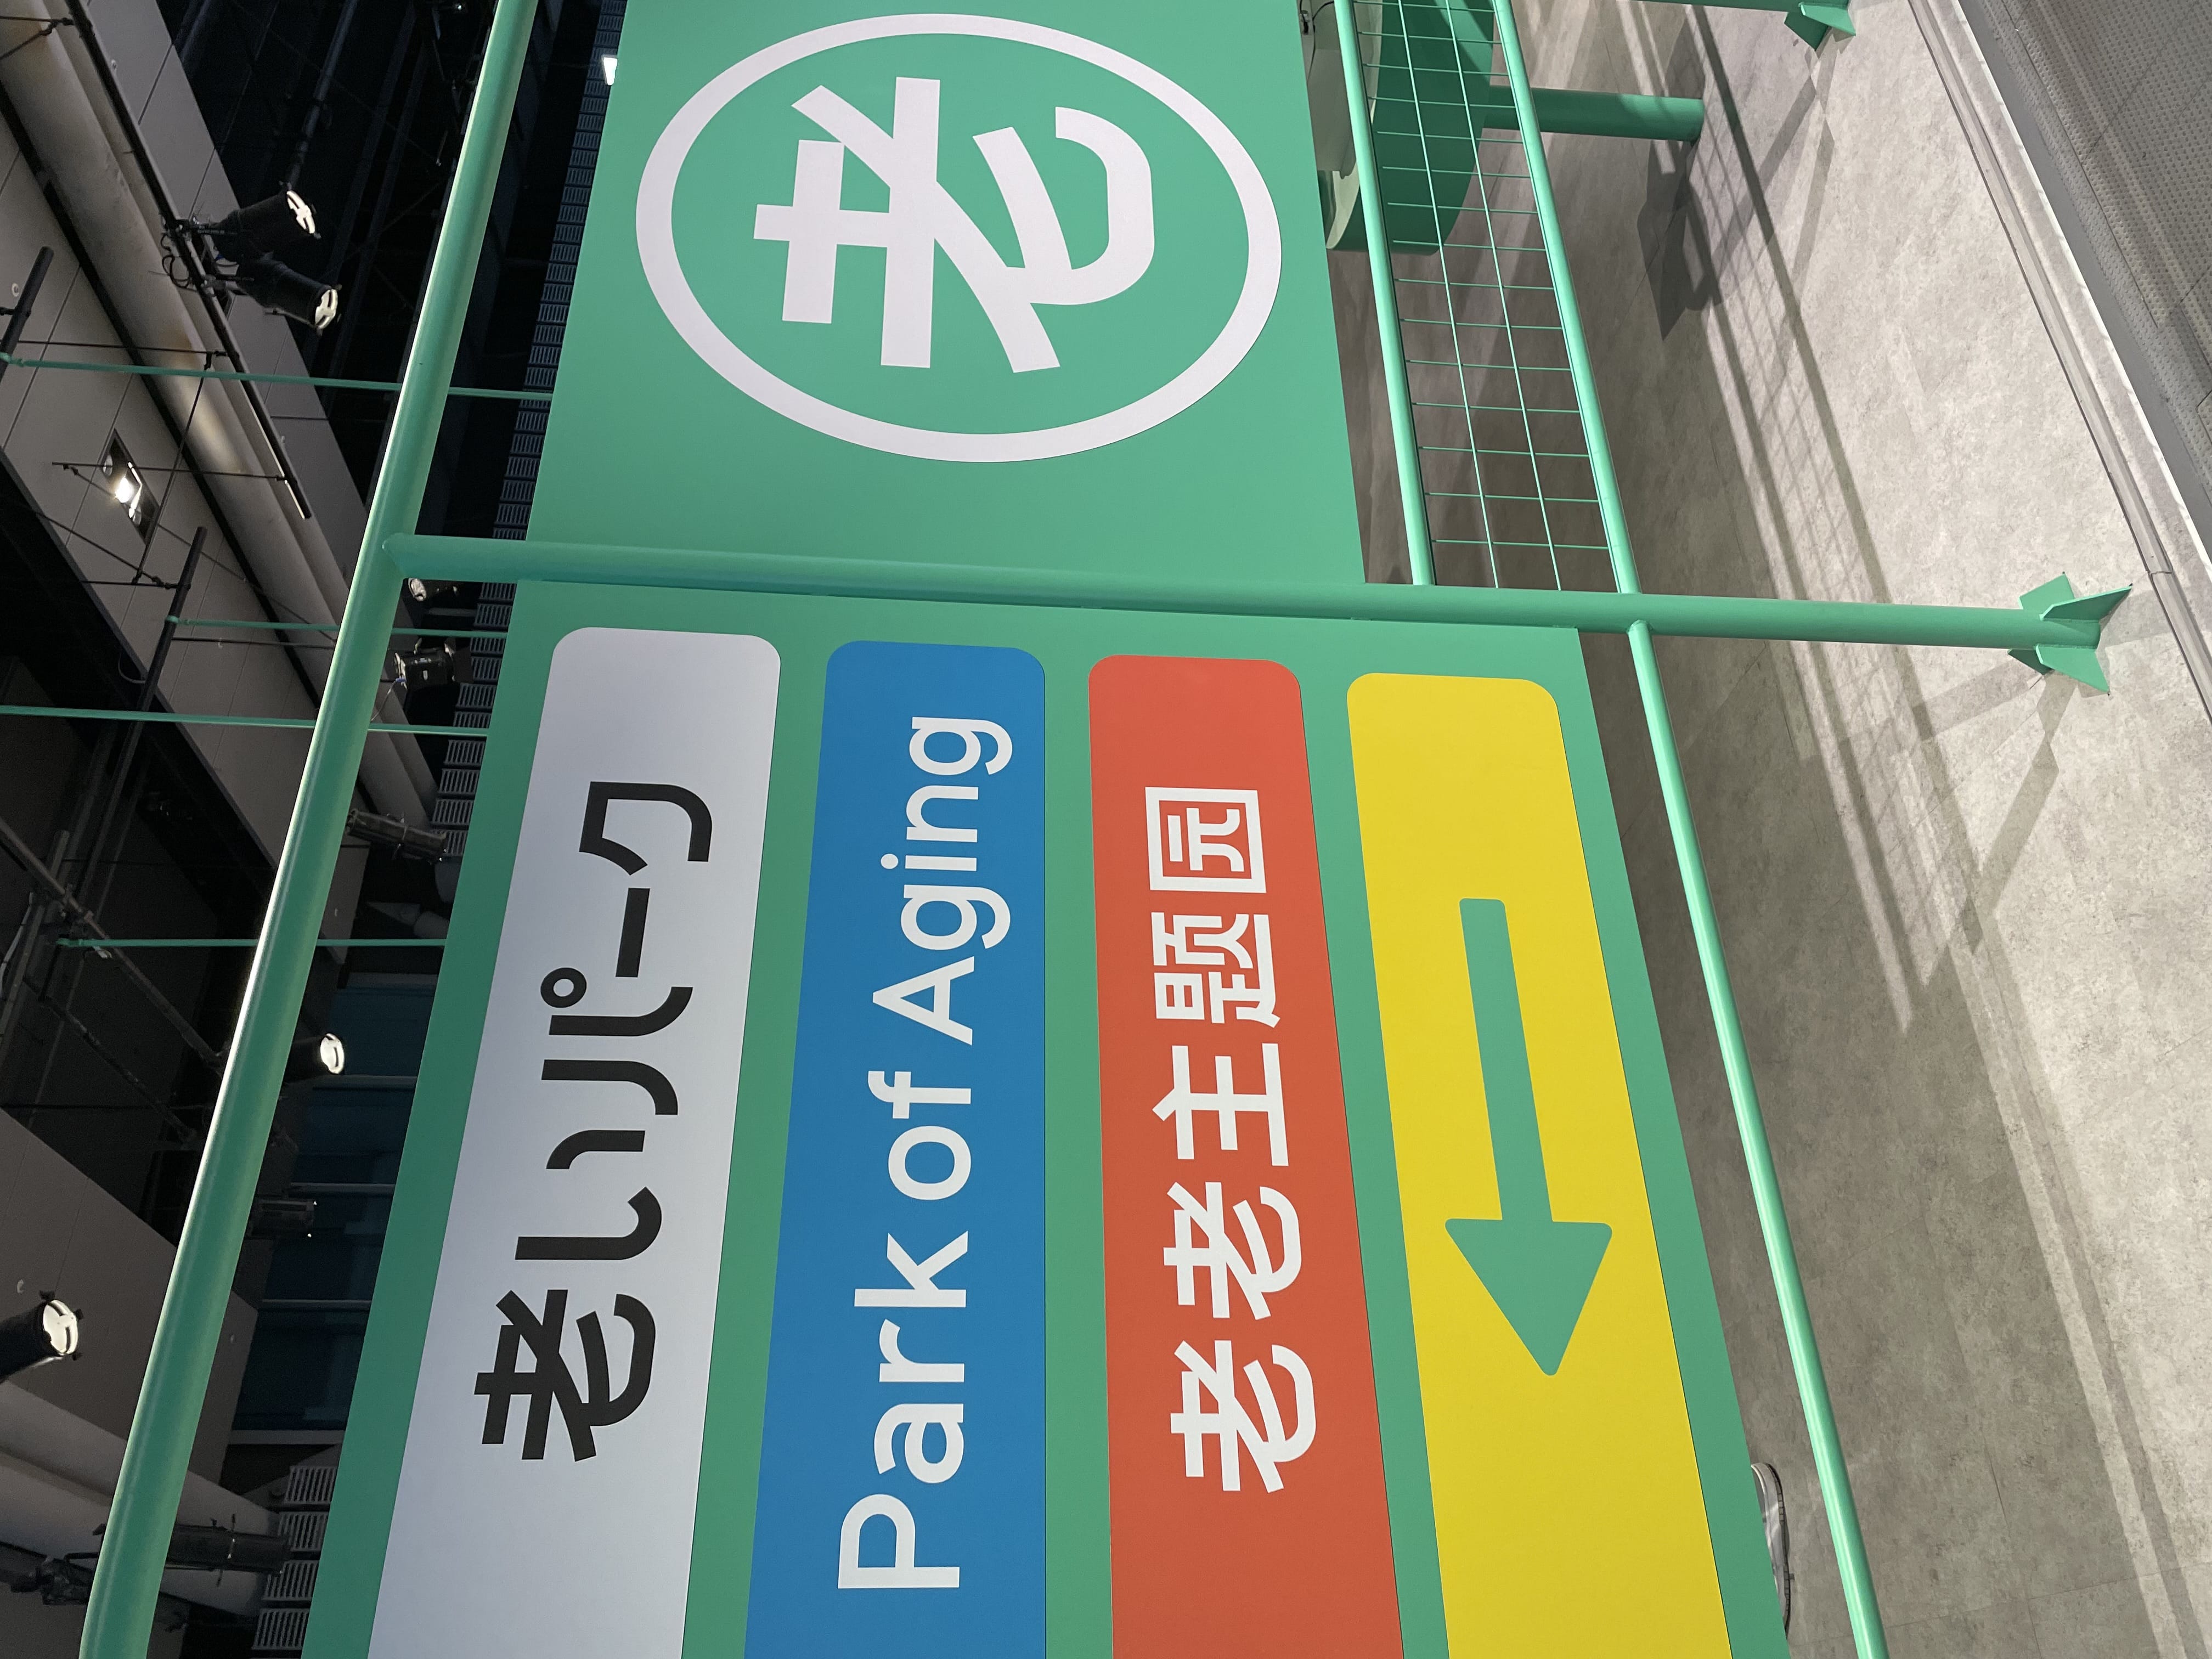 老
老いパーク
Park of Aging
老老主题园